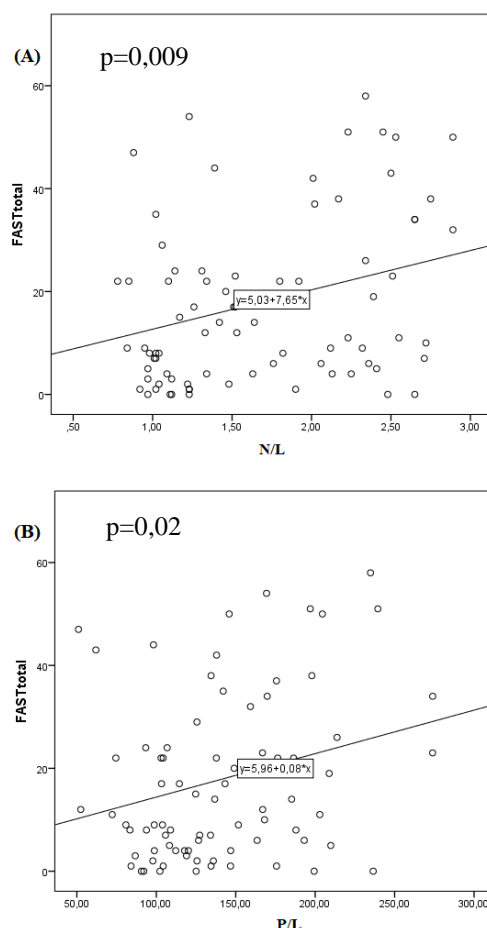 (A)
p=0,009
FASTtotal
60
40
20
0
y=5,03+7,65*x
,50
1,00
1,50
2,00
2,50
3,00
N/L
(B)
p=0,02
FASTtotal
60
40
20
0
y=5,96+0,08*x
50,00
100,00
150,00
200,00
250,00
300,00
P/L